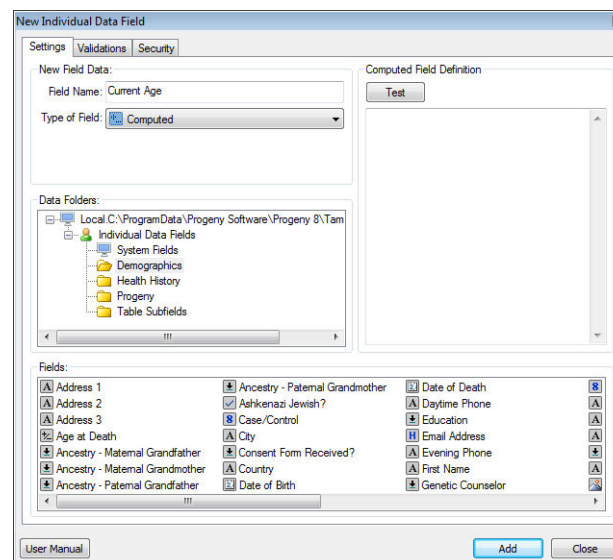 New Individual Data Field
Settings Validations Security
New Field Data:
Field Name: Current Age
Type of Field: Computed
Computed Field Definition
Test
Data Folders:
Local.C:\ProgramData\Progeny Software\Progeny 8\Tam
Individual Data Fields
System Fields
Demographics
Health History
Progeny
Table Subfields
Fields:
A Address 1
A Address 2
A Address 3
Age at Death
Ancestry - Maternal Grandfather
Ancestry - Maternal Grandmother
Ancestry - Paternal Grandfather
Ancestry - Paternal Grandmother
Ashkenazi Jewish?
8 Case/Control
A City
Consent Form Received?
A Country
Date of Birth
Date of Death
A Daytime Phone
Education
H Email Address
A Evening Phone
A First Name
Genetic Counselor
8
A
A
A
A
User Manual Add Close